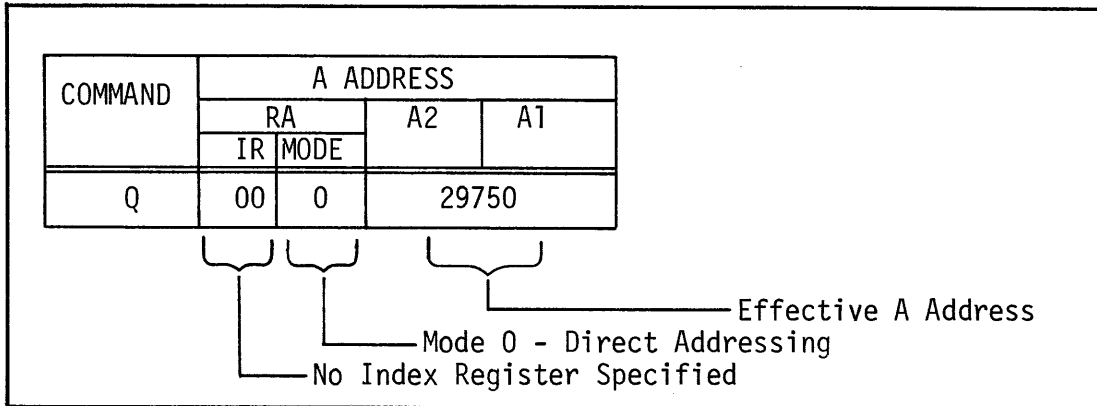 COMMAND
A ADDRESS
RA
A2
A1
IR
MODE
Q
00
0
29750
Effective A Address
Mode 0 - Direct Addressing
No Index Register Specified